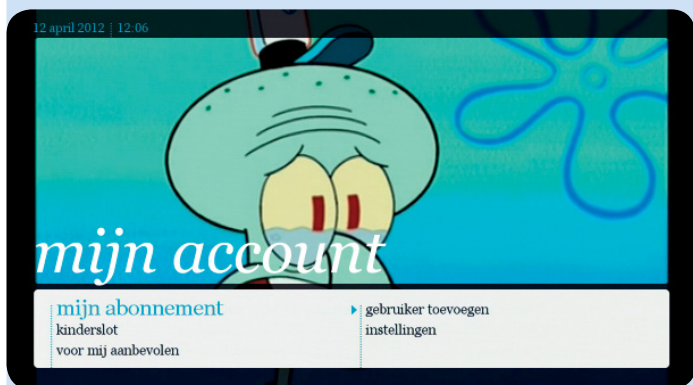 12 april 2012 | 12:06
mijn account
mijn abonnement
kinderslot
voor mij aanbevolen
gebruiker toevoegen
instellingen